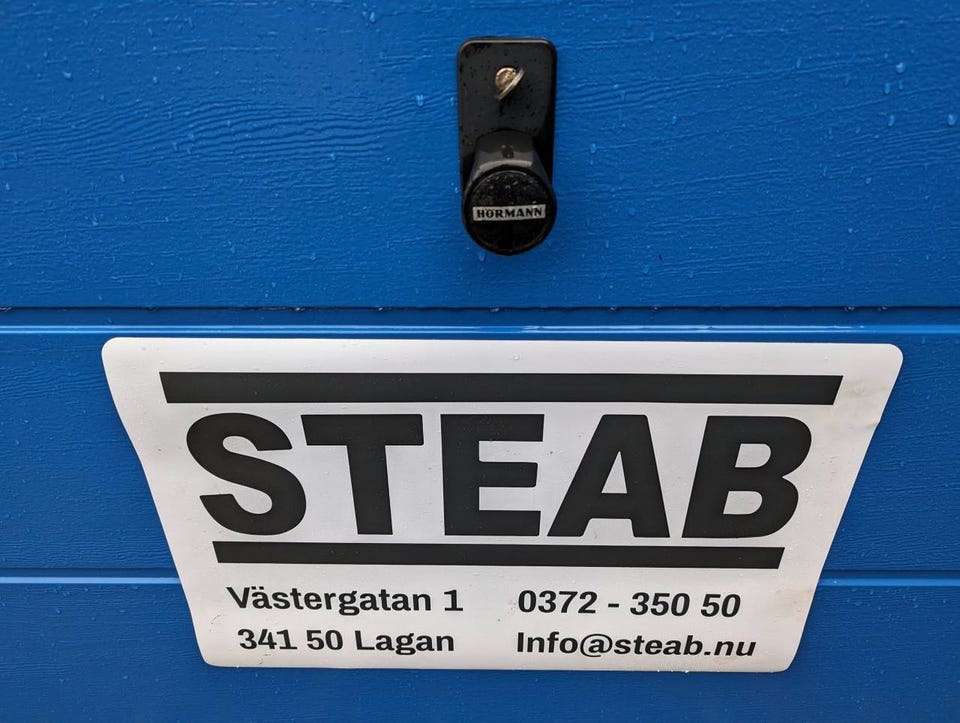 HÖRMANN
STEAB
Västergatan 1
341 50 Lagan
0372 - 350 50
Info@steab.nu